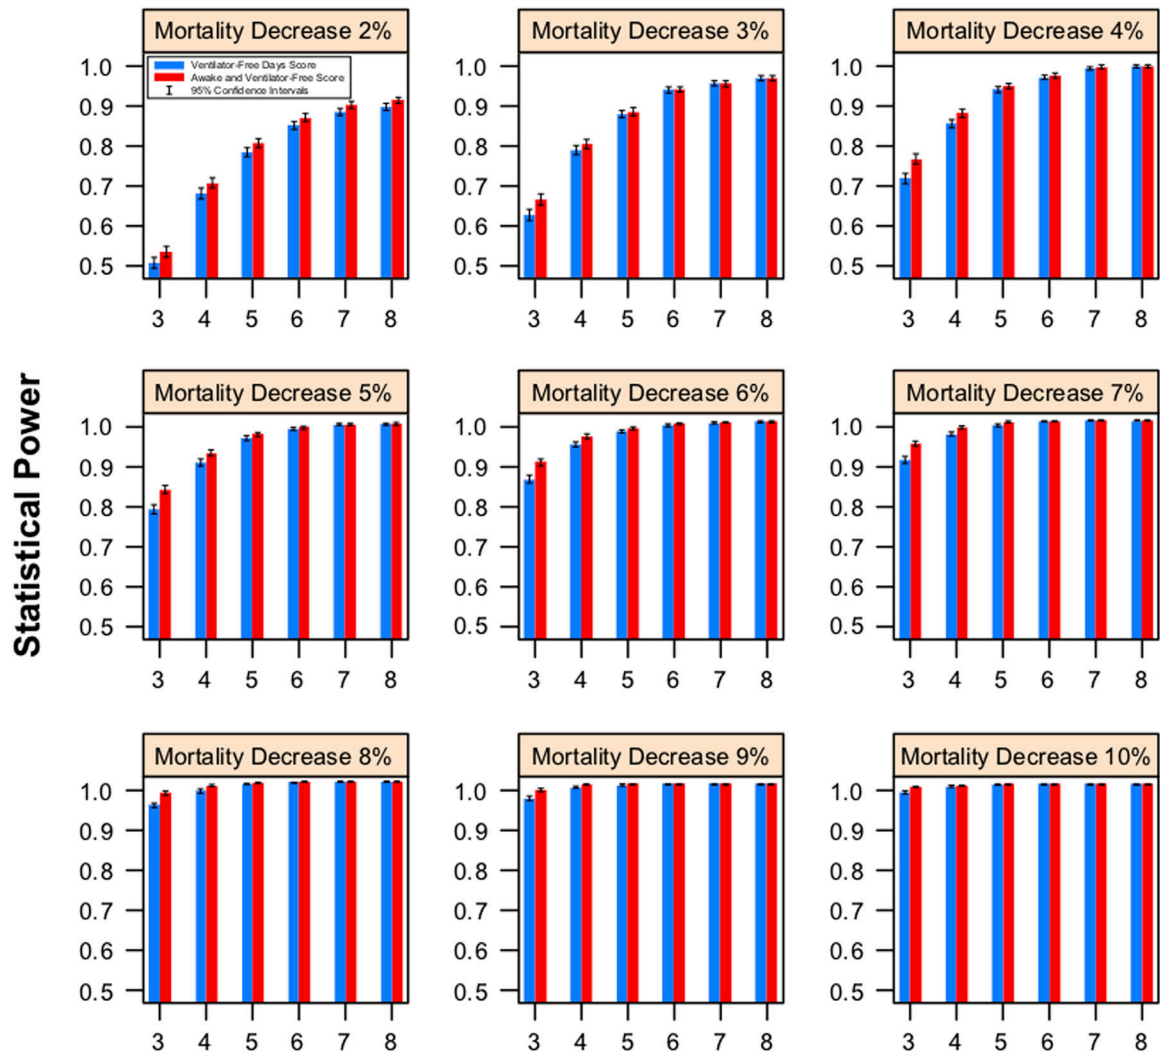 Mortality Decrease 2%
Mortality Decrease 3%
Mortality Decrease 4%
Ventilator-Free Days Score
Awake and Ventilator-Free Score
95% Confidence Intervals
1.0
0.9
0.8
0.7
0.6
0.5
3 4 5 6 7 8
1.0
0.9
0.8
0.7
0.6
0.5
3 4 5 6 7 8
1.0
0.9
0.8
0.7
0.6
0.5
3 4 5 6 7 8
Statistical Power
Mortality Decrease 5%
Mortality Decrease 6%
Mortality Decrease 7%
1.0
0.9
0.8
0.7
0.6
0.5
3 4 5 6 7 8
1.0
0.9
0.8
0.7
0.6
0.5
3 4 5 6 7 8
1.0
0.9
0.8
0.7
0.6
0.5
3 4 5 6 7 8
Mortality Decrease 8%
Mortality Decrease 9%
Mortality Decrease 10%
1.0
0.9
0.8
0.7
0.6
0.5
3 4 5 6 7 8
1.0
0.9
0.8
0.7
0.6
0.5
3 4 5 6 7 8
1.0
0.9
0.8
0.7
0.6
0.5
3 4 5 6 7 8